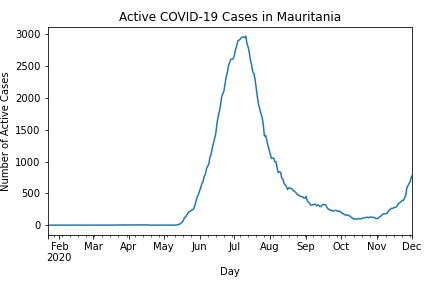 Active COVID-19 Cases in Mauritania
3000
2500
2000
1500
1000
500
0
Number of Active Cases
Feb Mar Apr May Jun Jul Aug Sep Oct Nov Dec
2020
Day